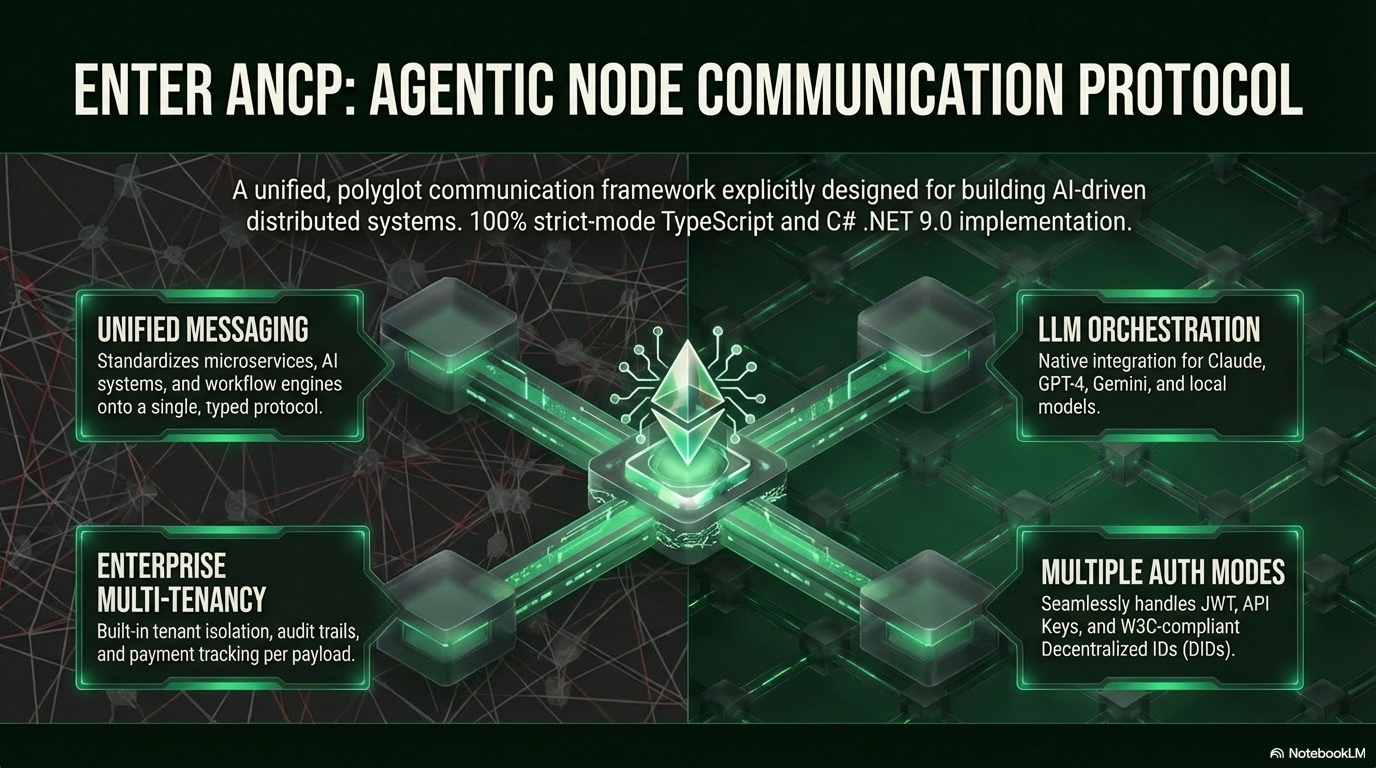 ENTER ANCP: AGENTIC NODE COMMUNICATION PROTOCOL
A unified, polyglot communication framework explicitly designed for building AI-driven
distributed systems. 100% strict-mode TypeScript and C# .NET 9.0 implementation.
UNIFIED MESSAGING
Standardizes microservices, AI
systems, and workflow engines
onto a single, typed protocol.
LLM ORCHESTRATION
Native integration for Claude,
GPT-4, Gemini, and local
models.
ENTERPRISE
MULTI-TENANCY
Built-in tenant isolation, audit trails,
and payment tracking per payload.
MULTIPLE AUTH MODES
Seamlessly handles JWT, API
Keys, and W3C-compliant
Decentralized IDs (DIDs).
NotebookLM